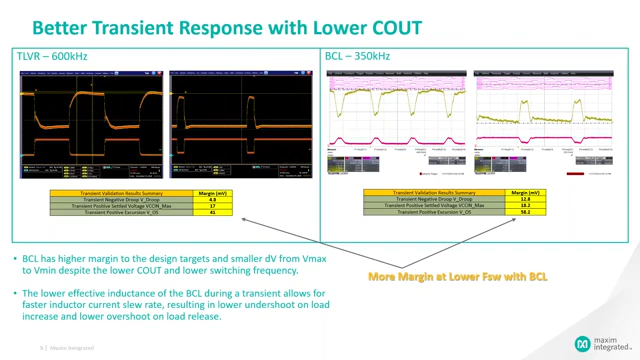 Better Transient Response with Lower COUT
TLVR – 600kHz
BCL – 350kHz
Transient Validation Results Summary Margin (mV)
Transient Negative Droop V_Droop 4.8
Transient Positive Settled Voltage VCCIN_Max 17
Transient Positive Excursion V_OS 41
Transient Validation Results Summary Margin (mV)
Transient Negative Droop V_Droop 12.8
Transient Positive Settled Voltage VCCIN_Max 18.2
Transient Positive Excursion V_OS 58.1
More Margin at Lower Fsw with BCL
• BCL has higher margin to the design targets and smaller dV from Vmax
to Vmin despite the lower COUT and lower switching frequency.
• The lower effective inductance of the BCL during a transient allows for
faster inductor current slew rate, resulting in lower undershoot on load
increase and lower overshoot on load release.
| Maxim Integrated
maxim
integrated™